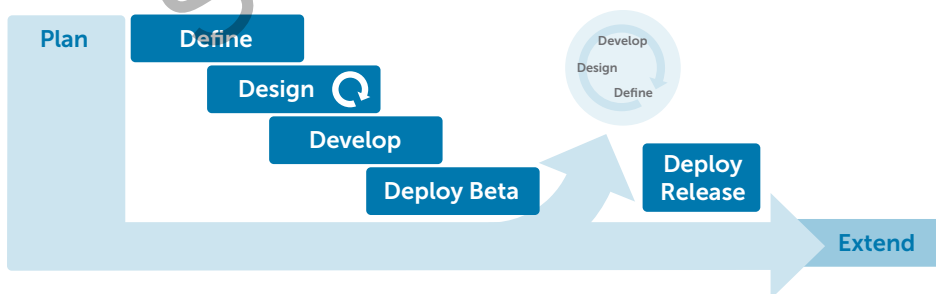 Plan
Define
Design
Develop
Deploy Beta
Develop
Design
Define
Deploy
Release
Extend